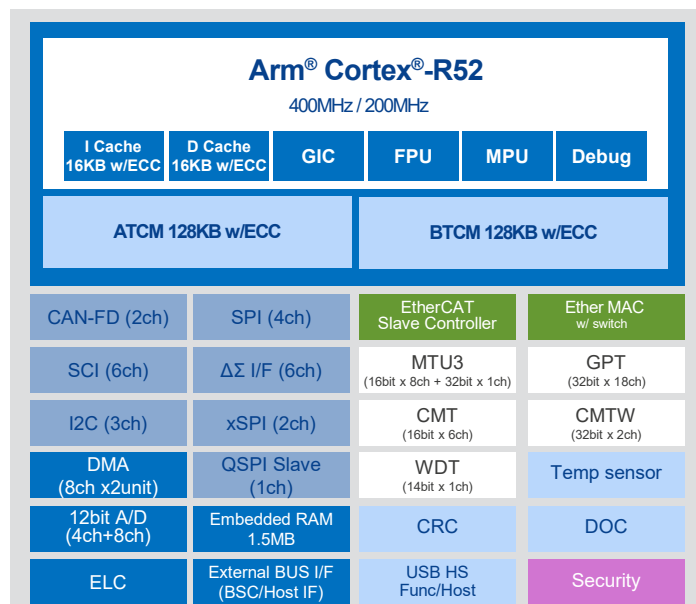 Arm® Cortex®-R52
400MHz / 200MHz
I Cache
16KB w/ECC
D Cache
16KB w/ECC
GIC
FPU
MPU
Debug
ATCM 128KB w/ECC
BTCM 128KB w/ECC
CAN-FD (2ch)
SPI (4ch)
EtherCAT
Slave Controller
Ether MAC
w/ switch
SCI (6ch)
ΔΣ I/F (6ch)
MTU3
(16bit x 8ch + 32bit x 1ch)
GPT
(32bit x 18ch)
I2C (3ch)
xSPI (2ch)
CMT
(16bit x 6ch)
CMTW
(32bit x 2ch)
DMA
(8ch x2unit)
QSPI Slave
(1ch)
WDT
(14bit x 1ch)
Temp sensor
12bit A/D
(4ch+8ch)
Embedded RAM
1.5MB
CRC
DOC
ELC
External BUS I/F
(BSC/Host IF)
USB HS
Func/Host
Security